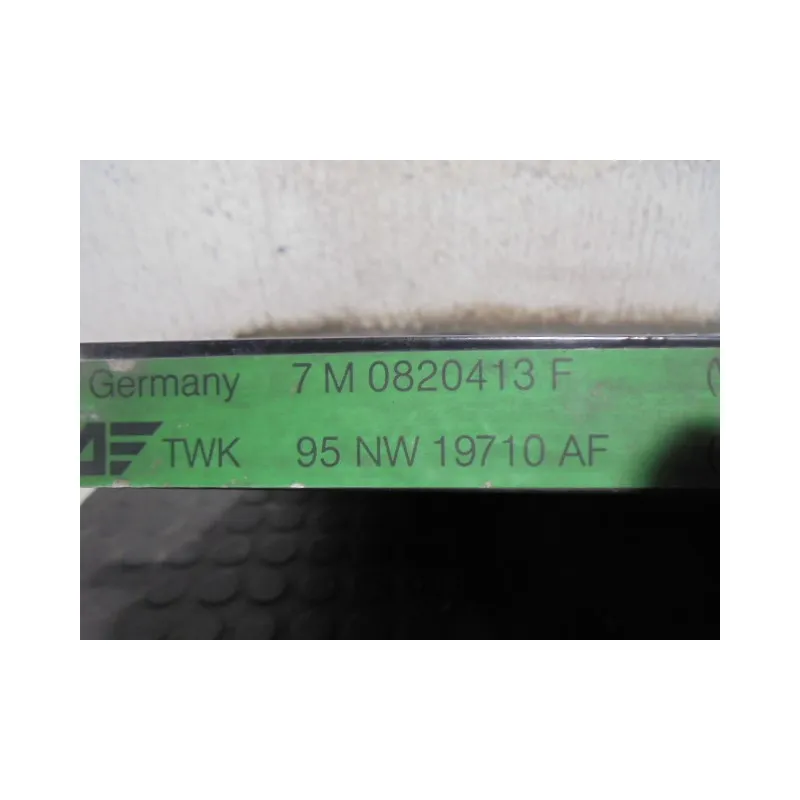 Germany 7 M 0820413 F (
TWK 95 NW 19710 AF